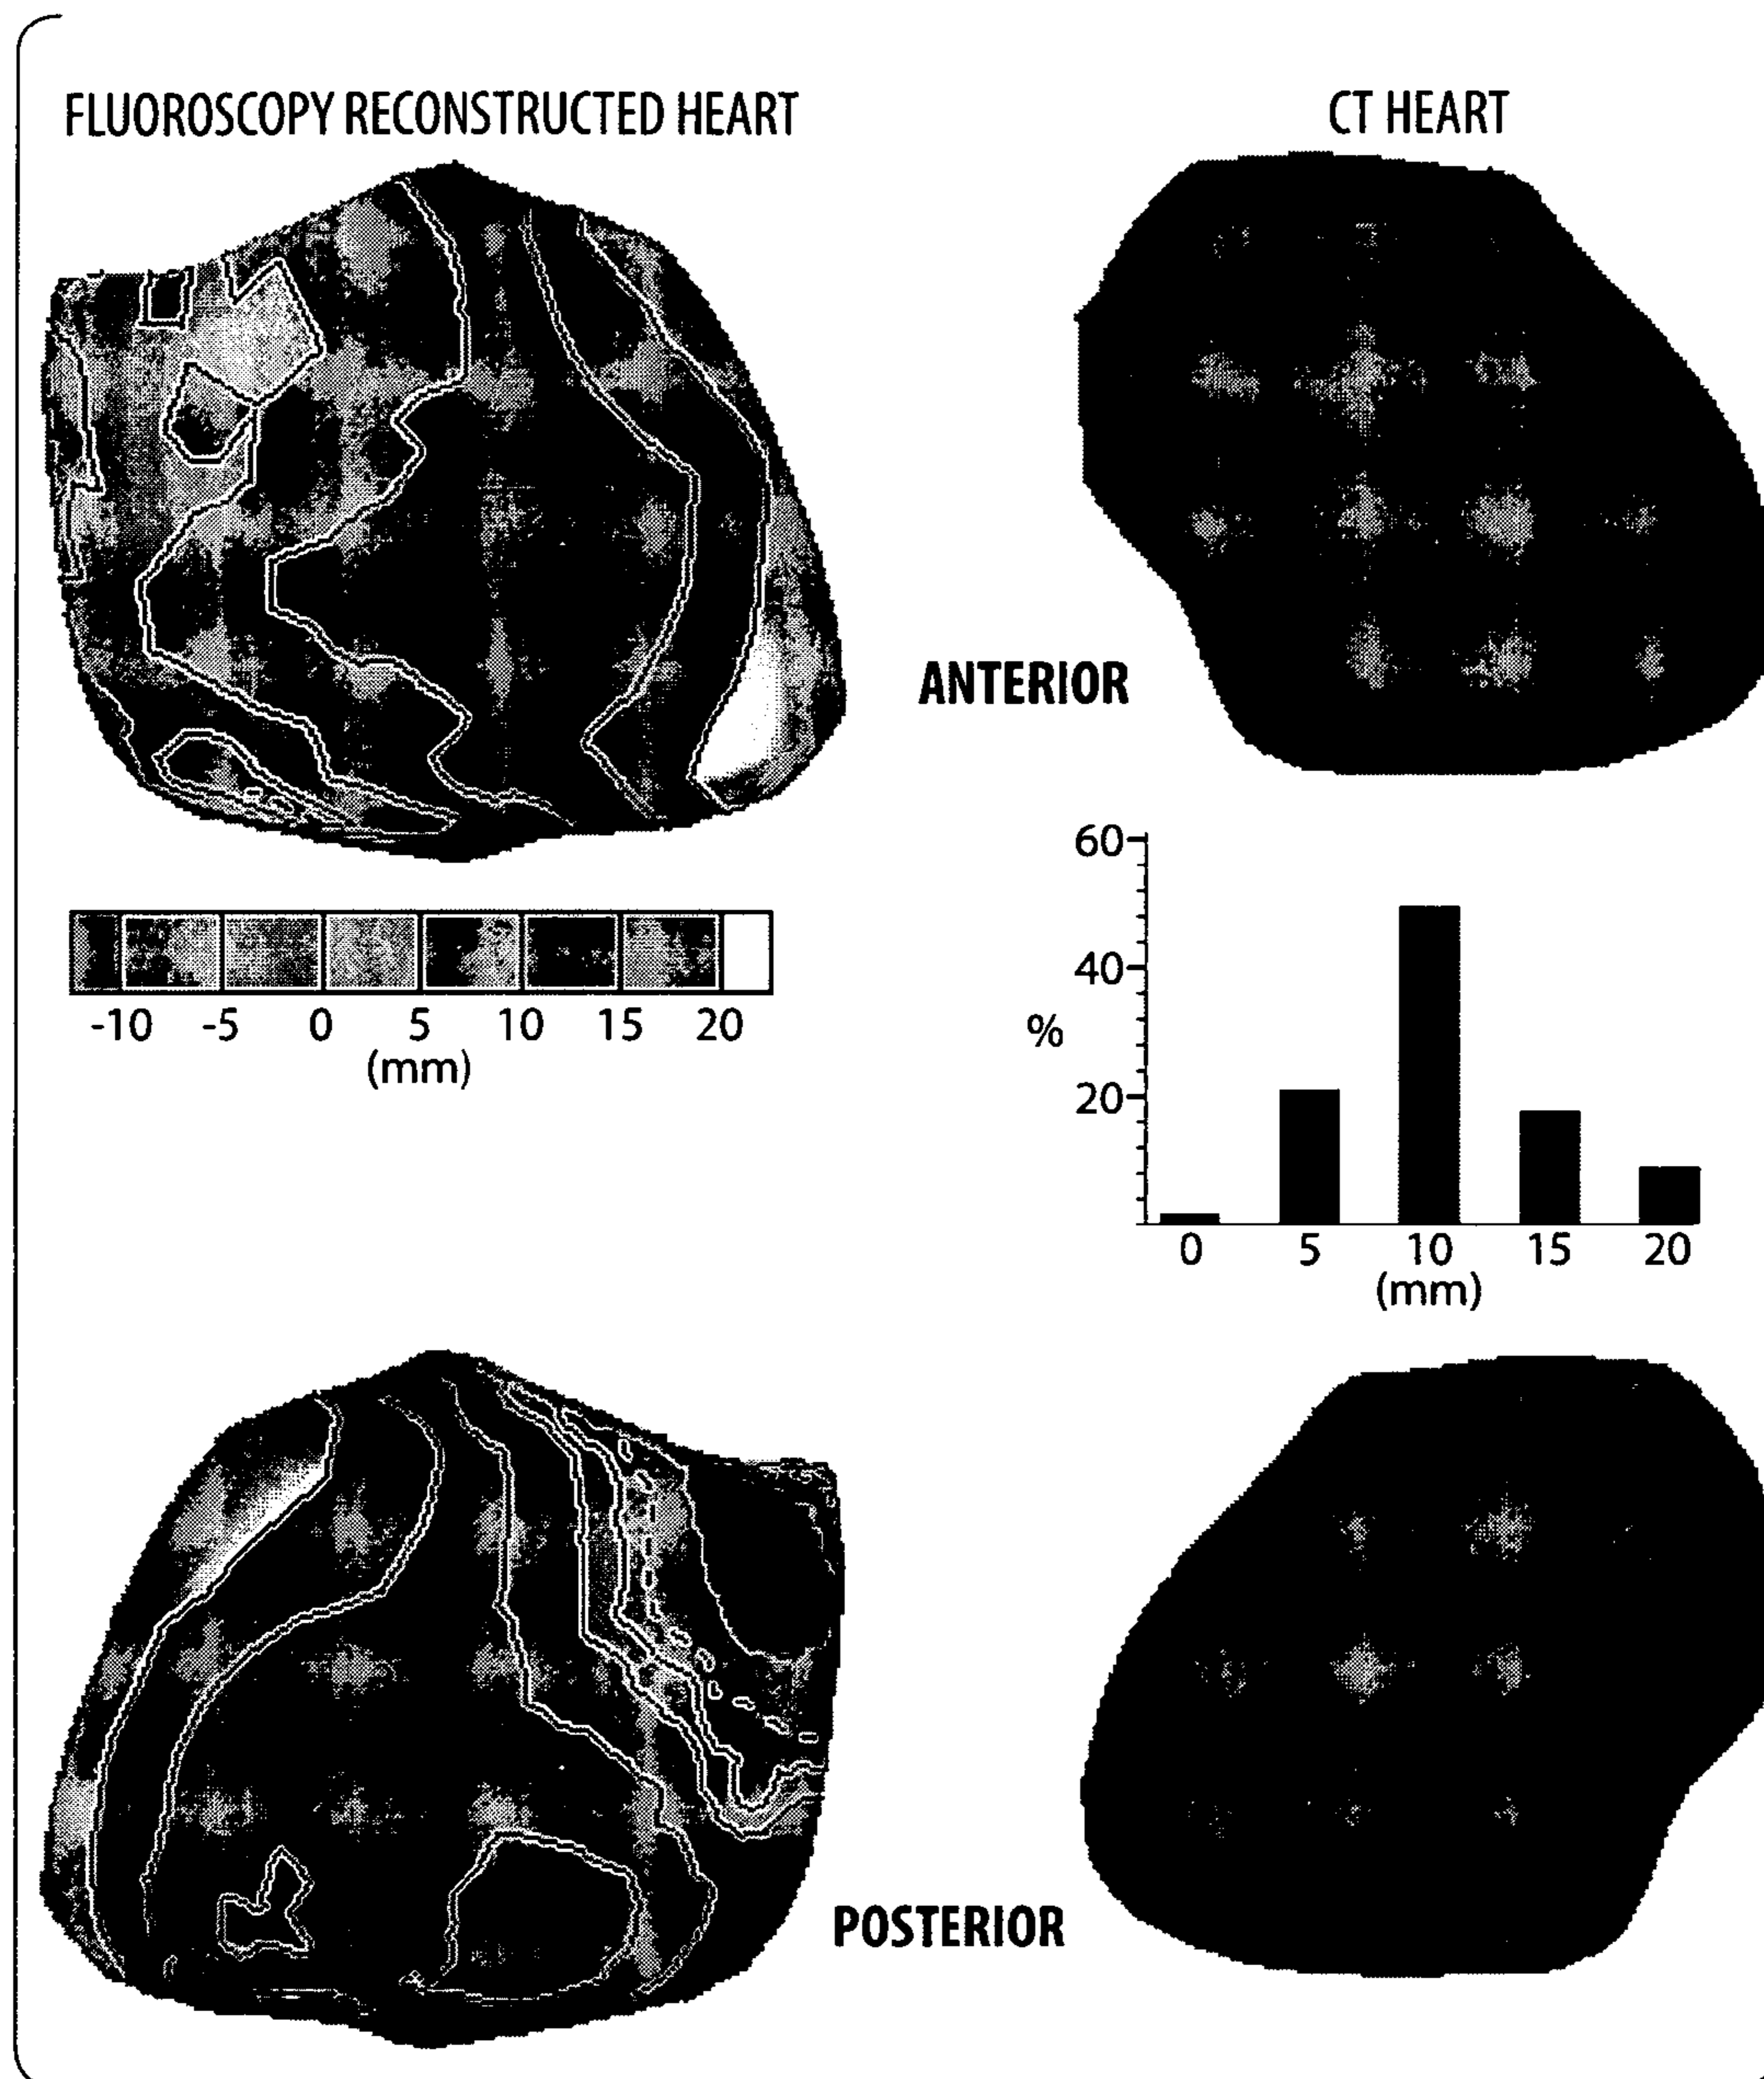 FLUOROSCOPY RECONSTRUCTED HEART
CT HEART
ANTERIOR
-10 -5 0 5 10 15 20
(mm)
60
40
%
20
0 5 10 15 20
(mm)
POSTERIOR